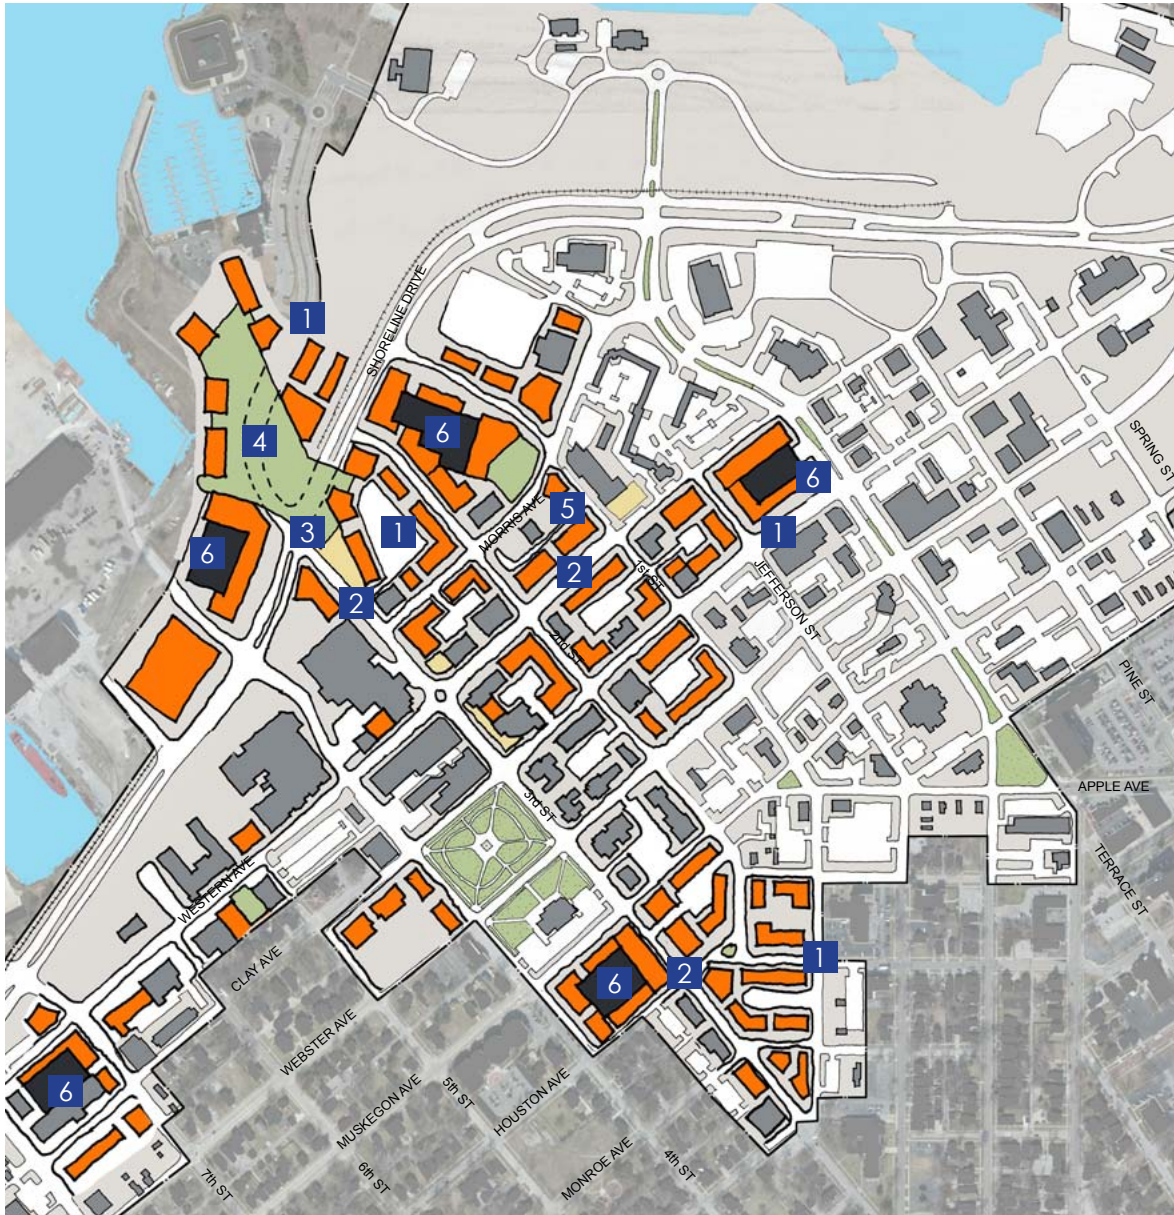 1
SHORELINE DRIVE
4
6
SPRING ST
6
5
3
1
MORRIS AVE
1
6
2
1st ST
JEFFERSON ST
2
2nd ST
PINE ST
APPLE AVE
3rd ST
TERRACE ST
WESTERN AVE
CLAY AVE
1
2
6
WEBSTER AVE
6
MUSKEGON AVE
5th ST
HOUSTON AVE
7th ST
6th ST
MONROE AVE
4th ST